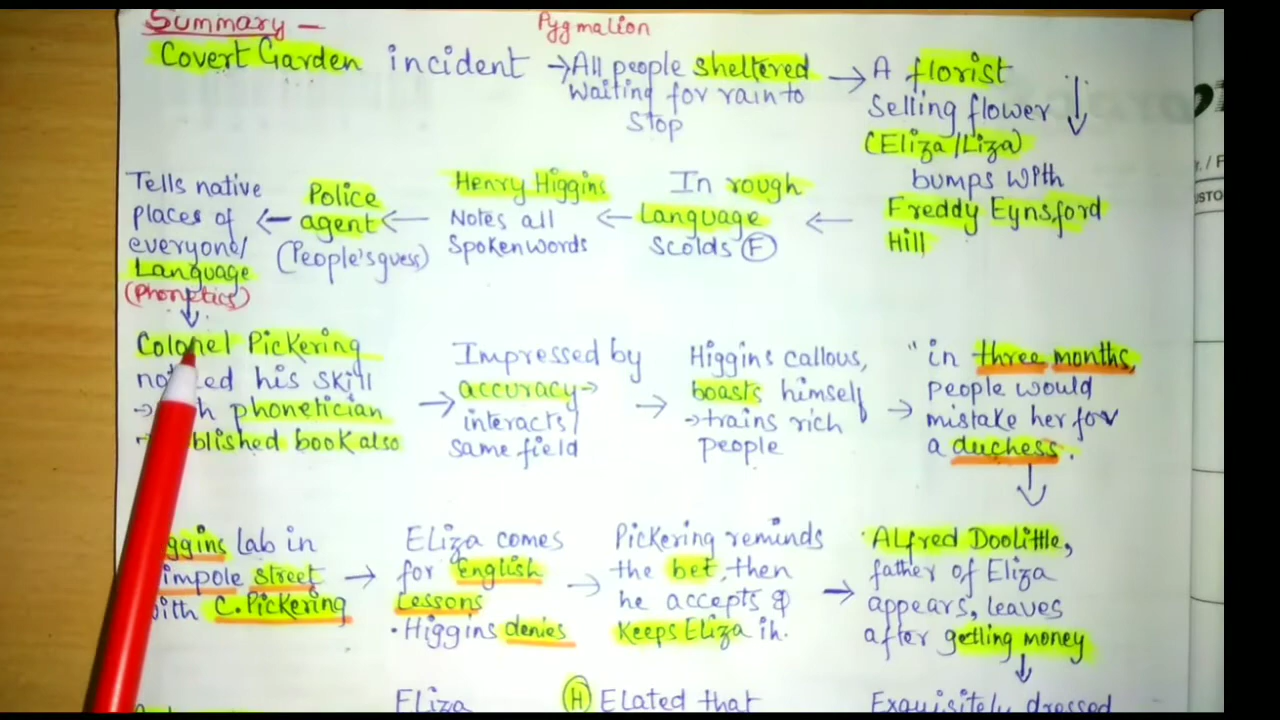 Summary –
Pygmalion
Covert Garden incident →All people sheltered → A florist
waiting for rain to
stop
selling flower
(Eliza/Liza)
bumps with
Freddy Eynsford
Hill
In rough
Language
scolds (F)
Henry Higgins
Notes all
Spoken words
Police
agent
(People's guess)
Tells native
places of
everyone/
Language
(Phonetics)
Colonel Pickering
his skill
→ phonetician
book also
Impressed by
accuracy→
interacts/
same field
Higgins callous,
boasts himself
→trains rich
people
"in three months,
people would
mistake her for
a duchess.
lab in
street
C. Pickering
Eliza comes
for English
Lessons
• Higgins denies
Pickering reminds
the bet, then
he accepts &
keeps Eliza in.
• Alfred Doolittle,
father of Eliza
appears, leaves
after getling money
Eliza
(H) Elated that
Exquisitely dressed